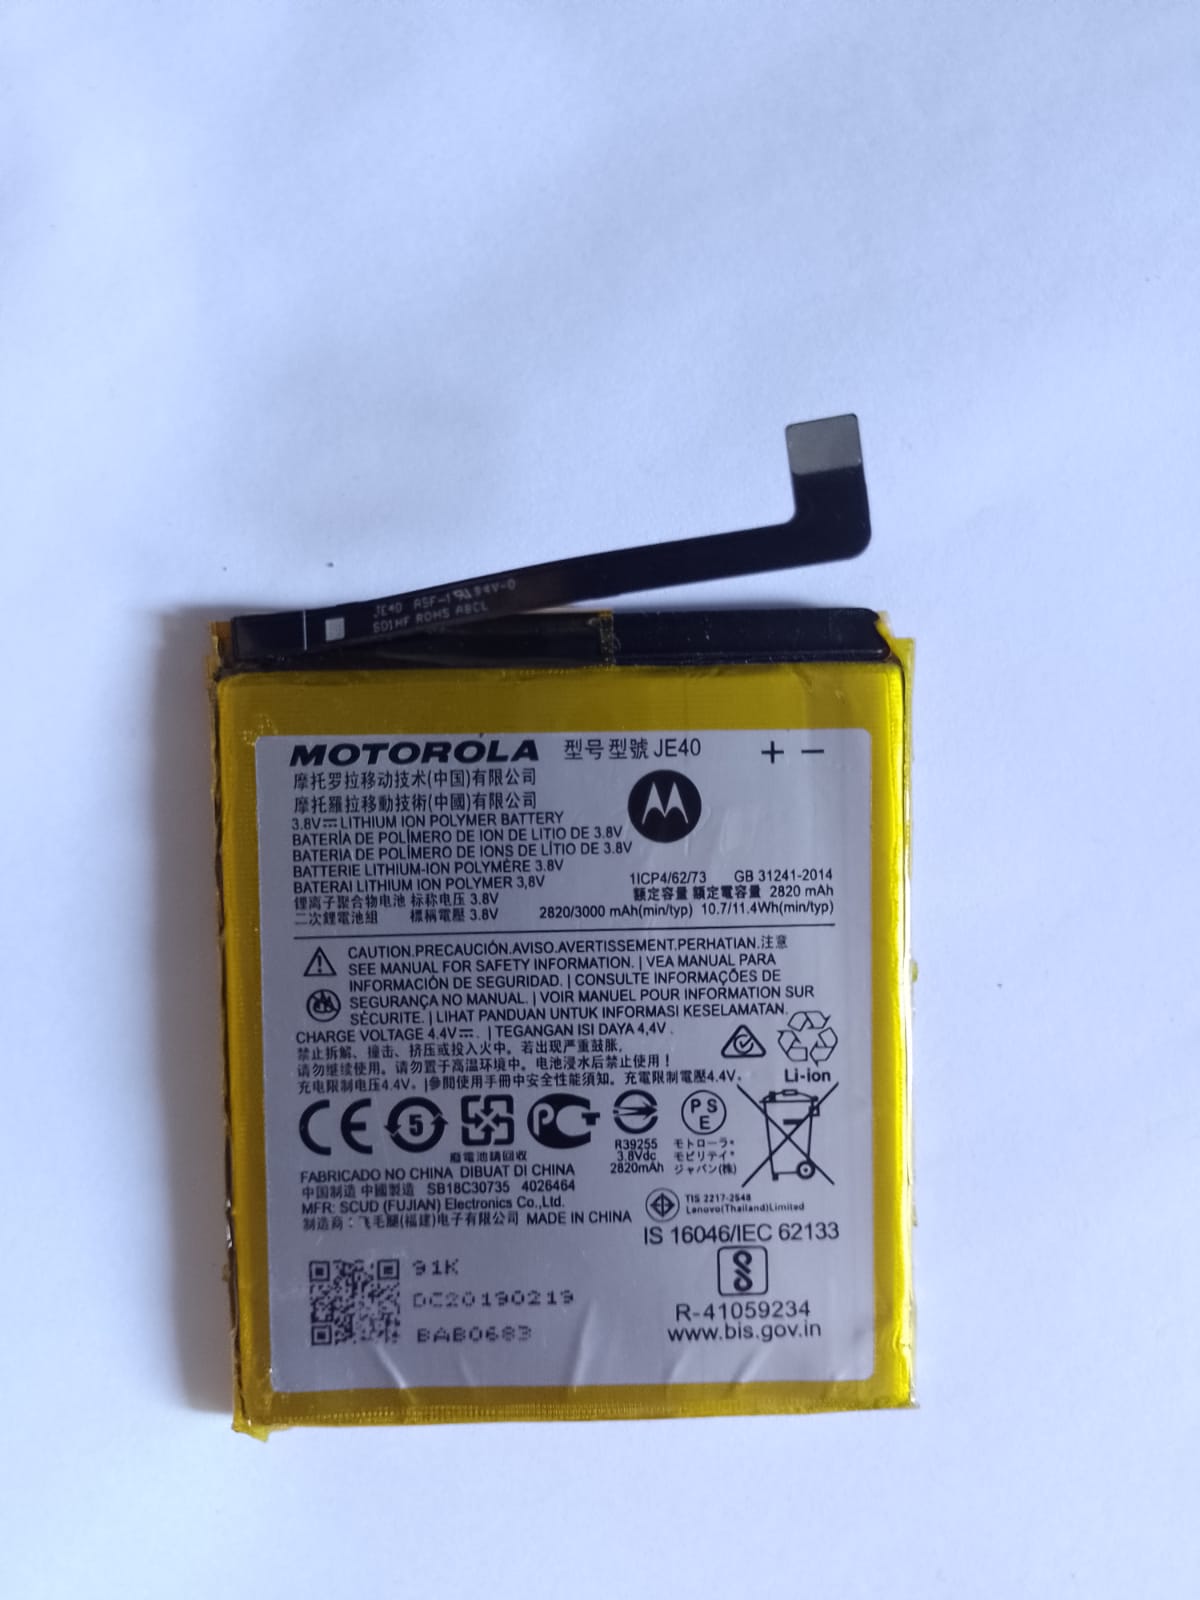 JE40 ASF-1 94V-0
SD1HF ROHS ABCL
MOTOROLA 型号 型號 JE40 + −
摩托罗拉移动技术(中国)有限公司
摩托羅拉移動技術(中國)有限公司
3.8V⎓LITHIUM ION POLYMER BATTERY
BATERÍA DE POLÍMERO DE ION DE LITIO DE 3.8V
BATERIA DE POLÍMERO DE IONS DE LÍTIO DE 3.8V
BATTERIE LITHIUM-ION POLYMÈRE 3.8V
BATERAI LITHIUM ION POLYMER 3,8V
锂离子聚合物电池 标称电压 3.8V
二次鋰電池組 標稱電壓 3.8V
1ICP4/62/73 GB 31241-2014
額定容量 額定電容量 2820 mAh
2820/3000 mAh(min/typ) 10.7/11.4Wh(min/typ)
CAUTION.PRECAUCIÓN.AVISO.AVERTISSEMENT.PERHATIAN.注意
SEE MANUAL FOR SAFETY INFORMATION. | VEA MANUAL PARA
INFORMACIÓN DE SEGURIDAD. | CONSULTE INFORMAÇÕES DE
SEGURANÇA NO MANUAL. | VOIR MANUEL POUR INFORMATION SUR
SÉCURITE. | LIHAT PANDUAN UNTUK INFORMASI KESELAMATAN.
CHARGE VOLTAGE 4.4V⎓. | TEGANGAN ISI DAYA 4,4V .
禁止拆解、撞击、挤压或投入火中。若出现严重鼓胀,
请勿继续使用。请勿置于高温环境中。电池浸水后禁止使用！
充电限制电压4.4V。|參閱使用手冊中安全性能須知。充電限制電壓4.4V。
Li-ion
CE 5 PCT PSE
廢電池請回收
R39255
3.8Vdc
2820mAh
モトローラ・
モビリティ・
ジャパン(株)
FABRICADO NO CHINA DIBUAT DI CHINA
中国制造 中國製造 SB18C30735 4026464
MFR: SCUD (FUJIAN) Electronics Co.,Ltd.
制造商：飞毛腿(福建)电子有限公司 MADE IN CHINA
TIS 2217-2548
Lenovo(Thailand)Limited
IS 16046/IEC 62133
91K
DC20190219
BAB0683
R-41059234
www.bis.gov.in